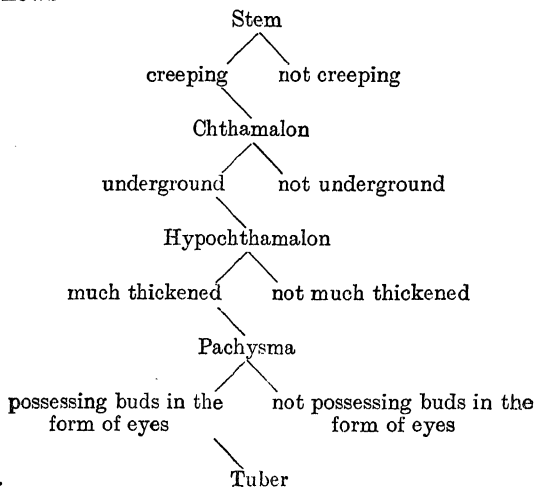 Stem
creeping not creeping
Chthamalon
underground not underground
Hypochthamalon
much thickened not much thickened
Pachysma
possessing buds in the not possessing buds in the
form of eyes form of eyes
Tuber